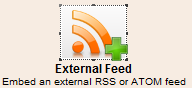 External Feed
Embed an external RSS or ATOM feed